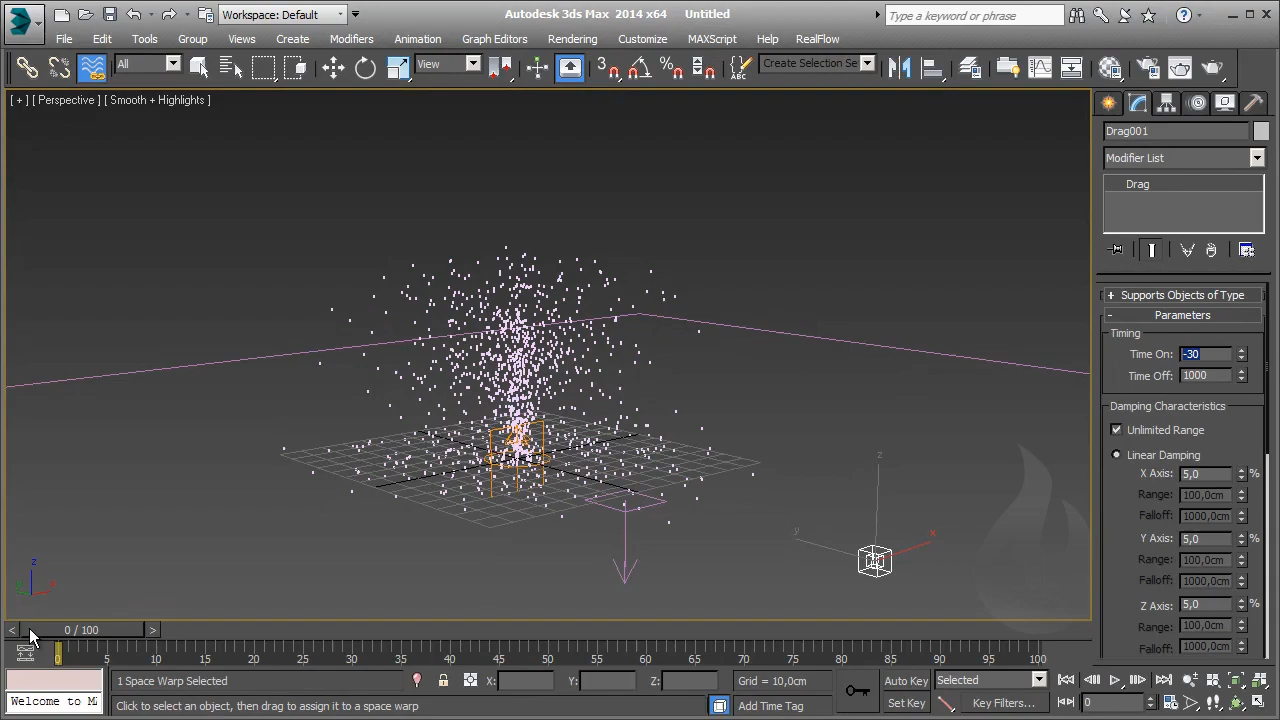 Workspace: Default
Autodesk 3ds Max 2014 x64 Untitled
Type a keyword or phrase
File Edit Tools Group Views Create Modifiers Animation Graph Editors Rendering Customize MAXScript Help RealFlow
All
View
3
Create Selection Se
[ + ] [ Perspective ] [ Smooth + Highlights ]
Drag001
Modifier List
Drag
+ Supports Objects of Type
- Parameters
Timing
Time On: -30
Time Off: 1000
Damping Characteristics
Unlimited Range
Linear Damping
X Axis: 5,0 %
Range: 100,0cm
Falloff: 1000,0cm
Y Axis: 5,0 %
Range: 100,0cm
Falloff: 1000,0cm
Z Axis: 5,0 %
Range: 100,0cm
Falloff: 1000,0cm
z
y
x
z
< 0 / 100 >
0 5 10 15 20 25 30 35 40 45 50 55 60 65 70 75 80 85 90 95 100
1 Space Warp Selected
X: Y: Z:
Grid = 10,0cm
Auto Key
Selected
Welcome to M
Click to select an object, then drag to assign it to a space warp
Add Time Tag
Set Key
Key Filters...
0